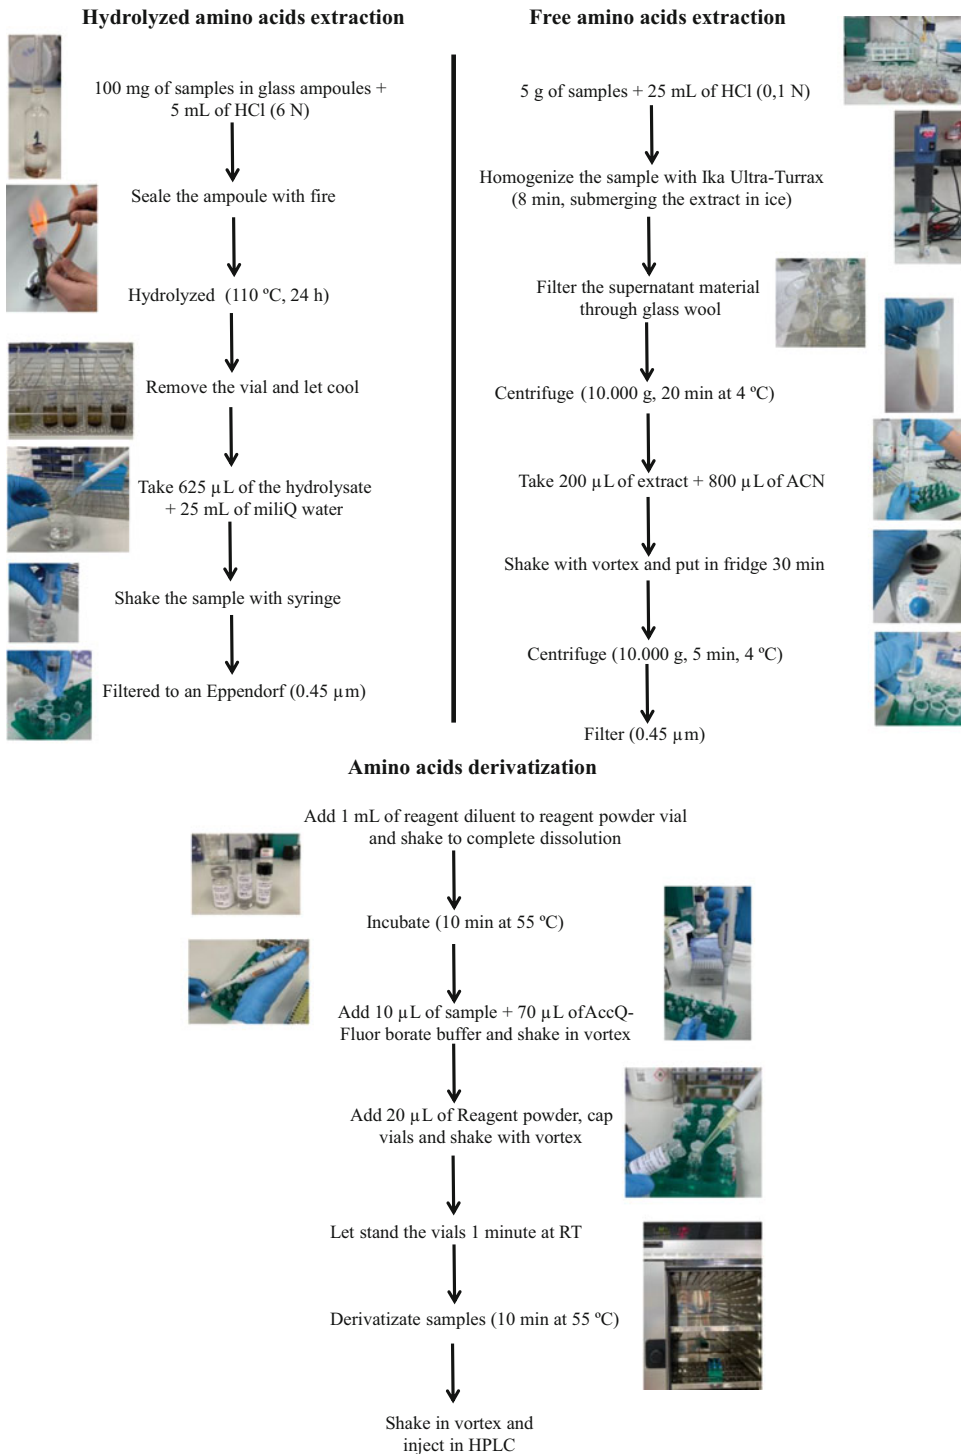 Hydrolyzed amino acids extraction
100 mg of samples in glass ampoules +
5 mL of HCl (6 N)
Seale the ampoule with fire
Hydrolyzed (110 ºC, 24 h)
Remove the vial and let cool
Take 625 µL of the hydrolysate
+ 25 mL of miliQ water
Shake the sample with syringe
Filtered to an Eppendorf (0.45 µm)
Free amino acids extraction
5 g of samples + 25 mL of HCl (0,1 N)
Homogenize the sample with Ika Ultra-Turrax
(8 min, submerging the extract in ice)
Filter the supernatant material
through glass wool
Centrifuge (10.000 g, 20 min at 4 ºC)
Take 200 µL of extract + 800 µL of ACN
Shake with vortex and put in fridge 30 min
Centrifuge (10.000 g, 5 min, 4 ºC)
Filter (0.45 µm)
Amino acids derivatization
Add 1 mL of reagent diluent to reagent powder vial
and shake to complete dissolution
Incubate (10 min at 55 ºC)
Add 10 µL of sample + 70 µL of AccQ-
Fluor borate buffer and shake in vortex
Add 20 µL of Reagent powder, cap
vials and shake with vortex
Let stand the vials 1 minute at RT
Derivatizate samples (10 min at 55 ºC)
Shake in vortex and
inject in HPLC